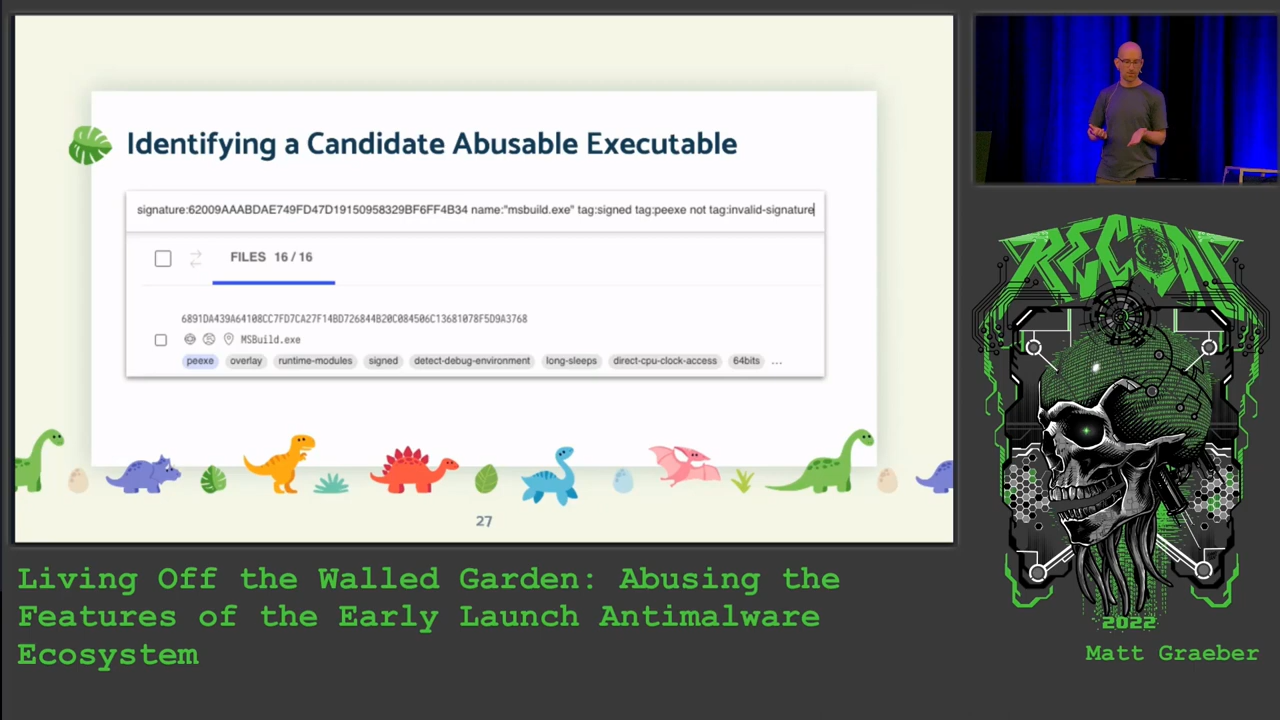 Identifying a Candidate Abusable Executable
signature:62009AAABDAE749FD47D19150958329BF6FF4B34 name:"msbuild.exe" tag:signed tag:peexe not tag:invalid-signature
FILES 16 / 16
6891DA439A64108CC7FD7CA27F14BD726844B20C084506C13681078F5D9A3768
MSBuild.exe
peexe overlay runtime-modules signed detect-debug-environment long-sleeps direct-cpu-clock-access 64bits ...
27
RECON
2022
Living Off the Walled Garden: Abusing the
Features of the Early Launch Antimalware
Ecosystem
Matt Graeber